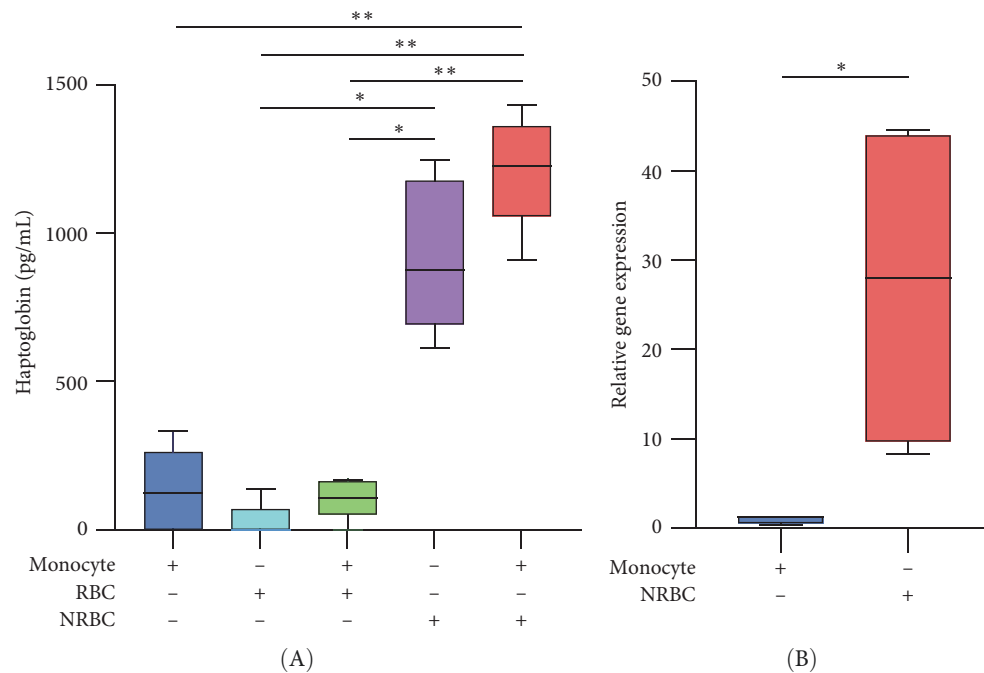 **
**
**
*
*
1500
1000
500
0
Haptoglobin (pg/mL)
Monocyte + – + – +
RBC – + + – –
NRBC – – – + +
(A)
*
50
40
30
20
10
0
Relative gene expression
Monocyte + –
NRBC – +
(B)